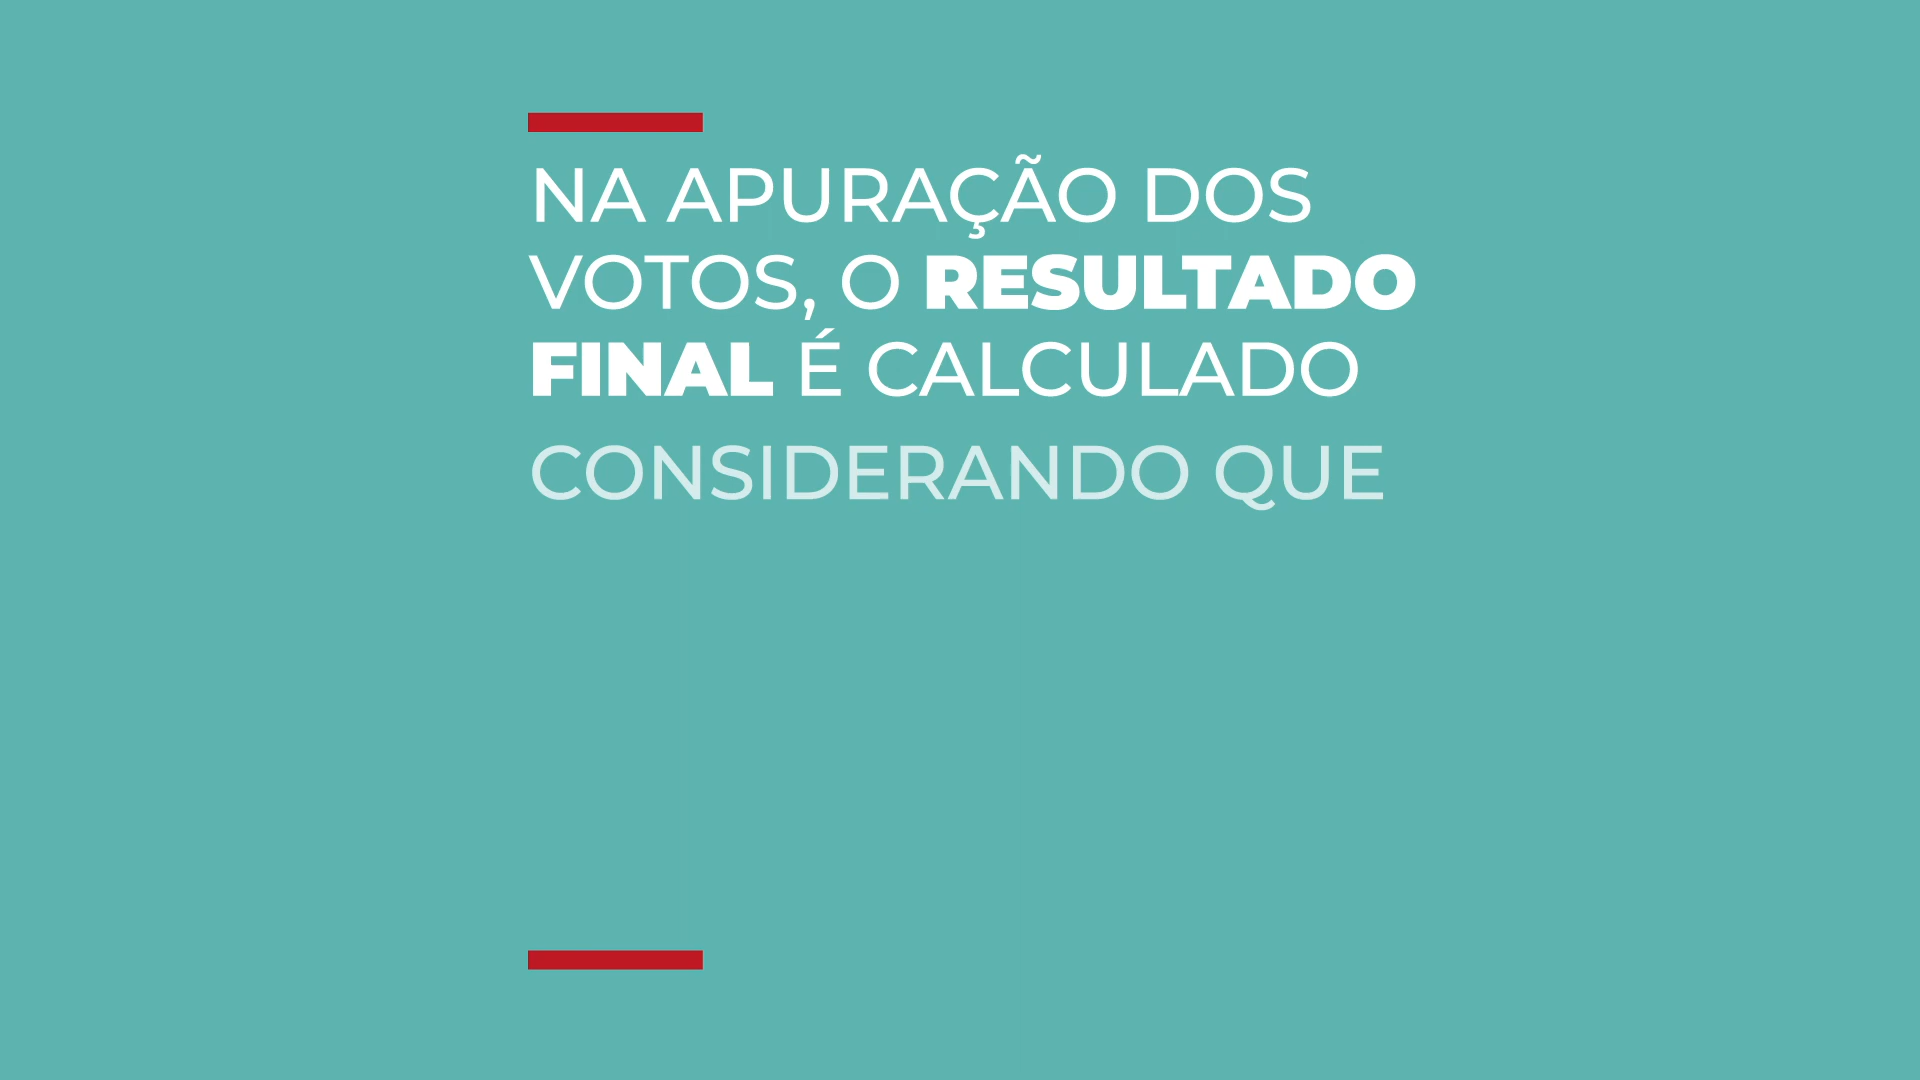 NA APURAÇÃO DOS
VOTOS, O RESULTADO
FINAL É CALCULADO
CONSIDERANDO QUE